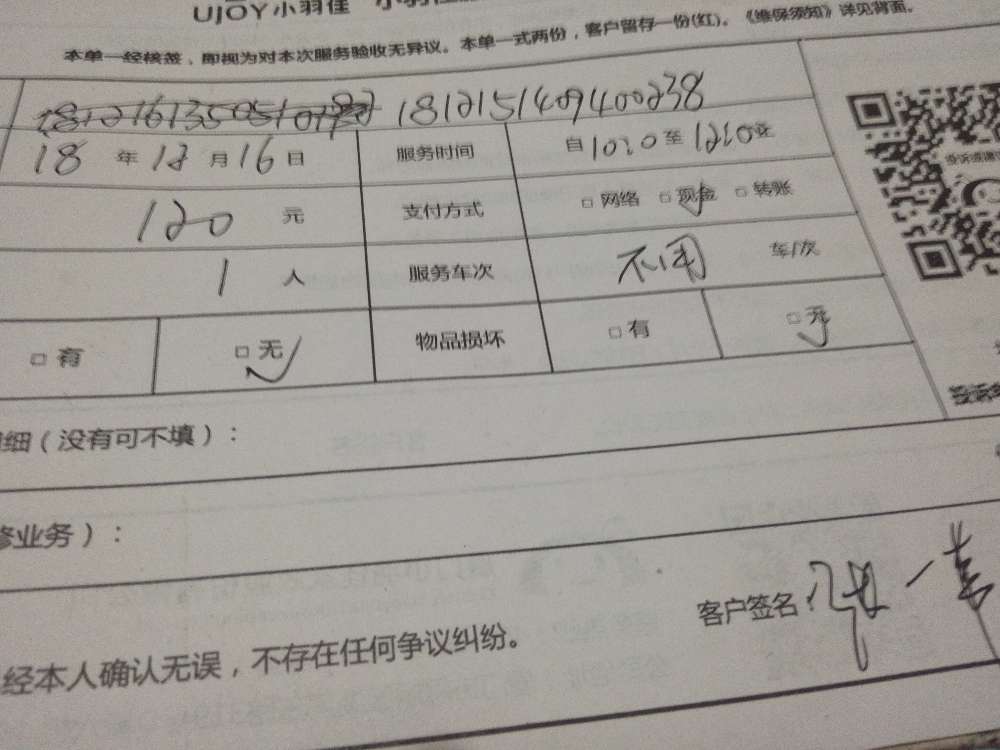 UJOY小羽佳
本单一经核签，即视为对本次服务验收无异议。本单一式两份，客户留存一份(红)。《维保须知》详见背面。
181215140940 0238
18 年 12 月 16 日 服务时间 自 1020 至 1220
120 元 支付方式 □ 网络 □ 现金 □ 转账
1 人 服务车次 不用 车/次
□ 有 □ 无 物品损坏 □ 有 □ 无
细（没有可不填）：
修业务）：
经本人确认无误，不存在任何争议纠纷。
客户签名：